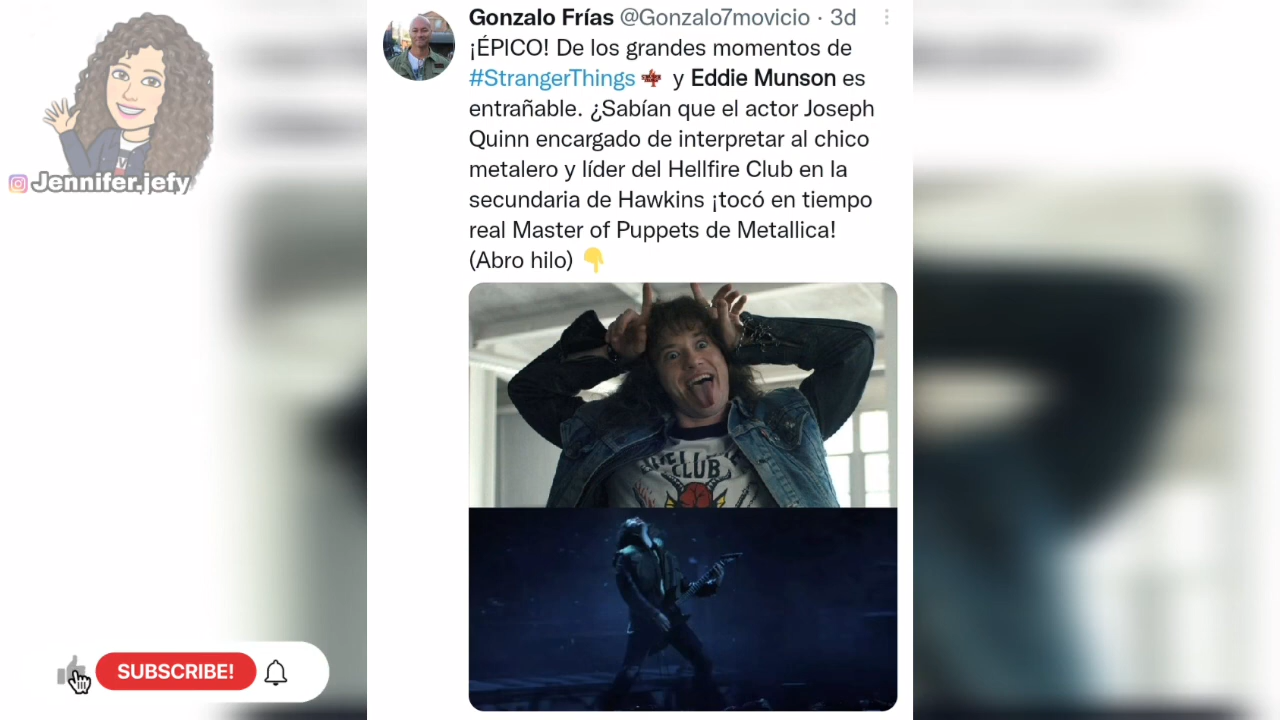 Gonzalo Frías @Gonzalo7movicio · 3d
¡ÉPICO! De los grandes momentos de
#StrangerThings y Eddie Munson es
entrañable. ¿Sabían que el actor Joseph
Quinn encargado de interpretar al chico
metalero y líder del Hellfire Club en la
secundaria de Hawkins ¡tocó en tiempo
real Master of Puppets de Metallica!
(Abro hilo) 👇
CLUB
Jennifer.jefy
SUBSCRIBE!